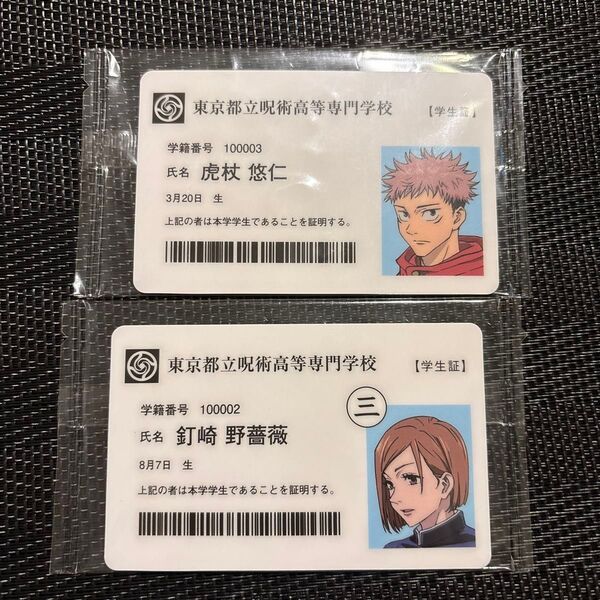 東京都立呪術高等専門学校 【学生証】
学籍番号 100003
氏名 虎杖 悠仁
3月20日 生
上記の者は本学学生であることを証明する。
東京都立呪術高等専門学校 【学生証】
学籍番号 100002
三
氏名 釘崎 野薔薇
8月7日 生
上記の者は本学学生であることを証明する。